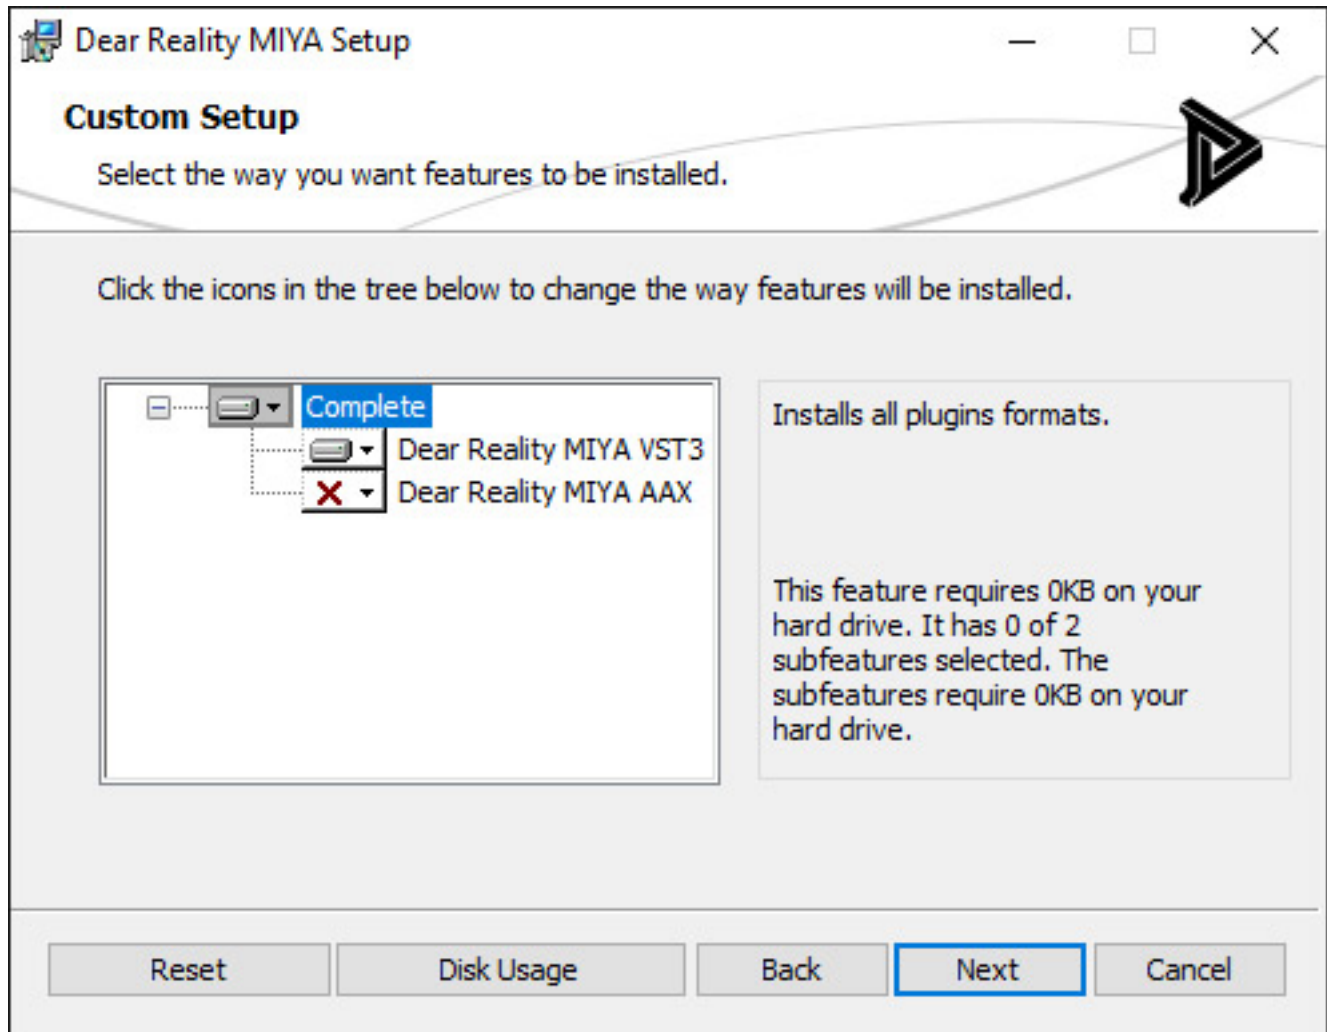 Dear Reality MIYA Setup
Custom Setup
Select the way you want features to be installed.
Click the icons in the tree below to change the way features will be installed.
Complete
Dear Reality MIYA VST3
Dear Reality MIYA AAX
Installs all plugins formats.
This feature requires 0KB on your
hard drive. It has 0 of 2
subfeatures selected. The
subfeatures require 0KB on your
hard drive.
Reset
Disk Usage
Back
Next
Cancel